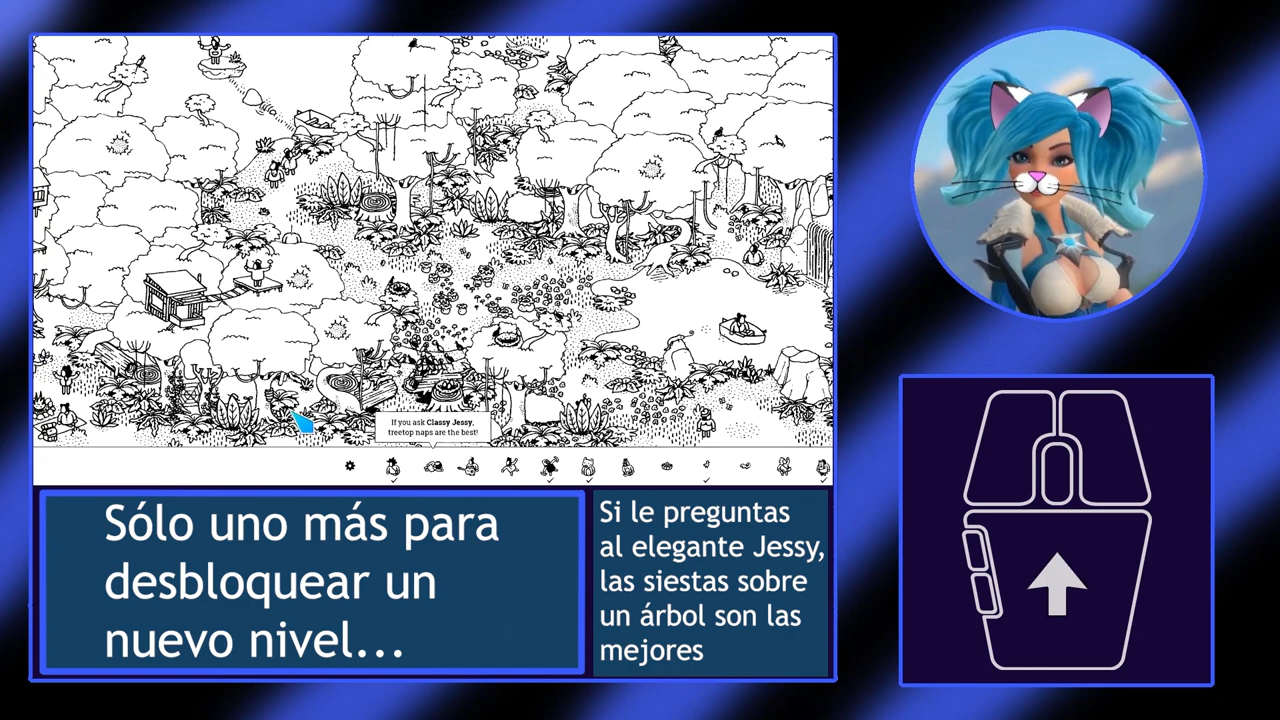 If you ask Classy Jessy,
treetop naps are the best!
Sólo uno más para
desbloquear un
nuevo nivel...
Si le preguntas
al elegante Jessy,
las siestas sobre
un árbol son las
mejores